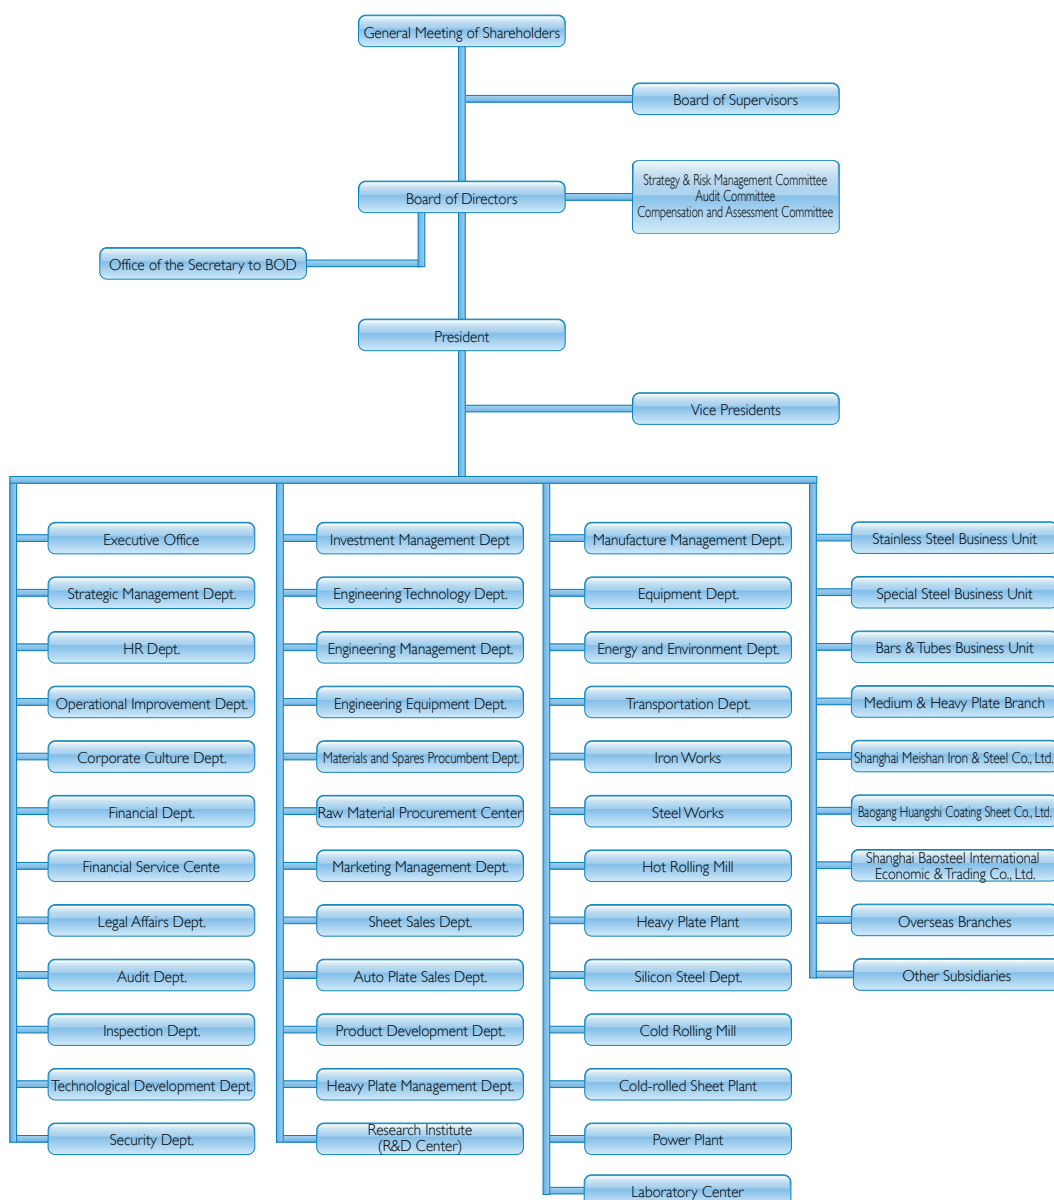 General Meeting of Shareholders
Board of Supervisors
Strategy & Risk Management Committee
Audit Committee
Compensation and Assessment Committee
Board of Directors
Office of the Secretary to BOD
President
Vice Presidents
Executive Office
Strategic Management Dept.
HR Dept.
Operational Improvement Dept.
Corporate Culture Dept.
Financial Dept.
Financial Service Cente
Legal Affairs Dept.
Audit Dept.
Inspection Dept.
Technological Development Dept.
Security Dept.
Investment Management Dept
Engineering Technology Dept.
Engineering Management Dept.
Engineering Equipment Dept.
Materials and Spares Procumbent Dept.
Raw Material Procurement Center
Marketing Management Dept.
Sheet Sales Dept.
Auto Plate Sales Dept.
Product Development Dept.
Heavy Plate Management Dept.
Research Institute
(R&D Center)
Manufacture Management Dept.
Equipment Dept.
Energy and Environment Dept.
Transportation Dept.
Iron Works
Steel Works
Hot Rolling Mill
Heavy Plate Plant
Silicon Steel Dept.
Cold Rolling Mill
Cold-rolled Sheet Plant
Power Plant
Laboratory Center
Stainless Steel Business Unit
Special Steel Business Unit
Bars & Tubes Business Unit
Medium & Heavy Plate Branch
Shanghai Meishan Iron & Steel Co., Ltd.
Baogang Huangshi Coating Sheet Co., Ltd.
Shanghai Baosteel International
Economic & Trading Co., Ltd.
Overseas Branches
Other Subsidiaries